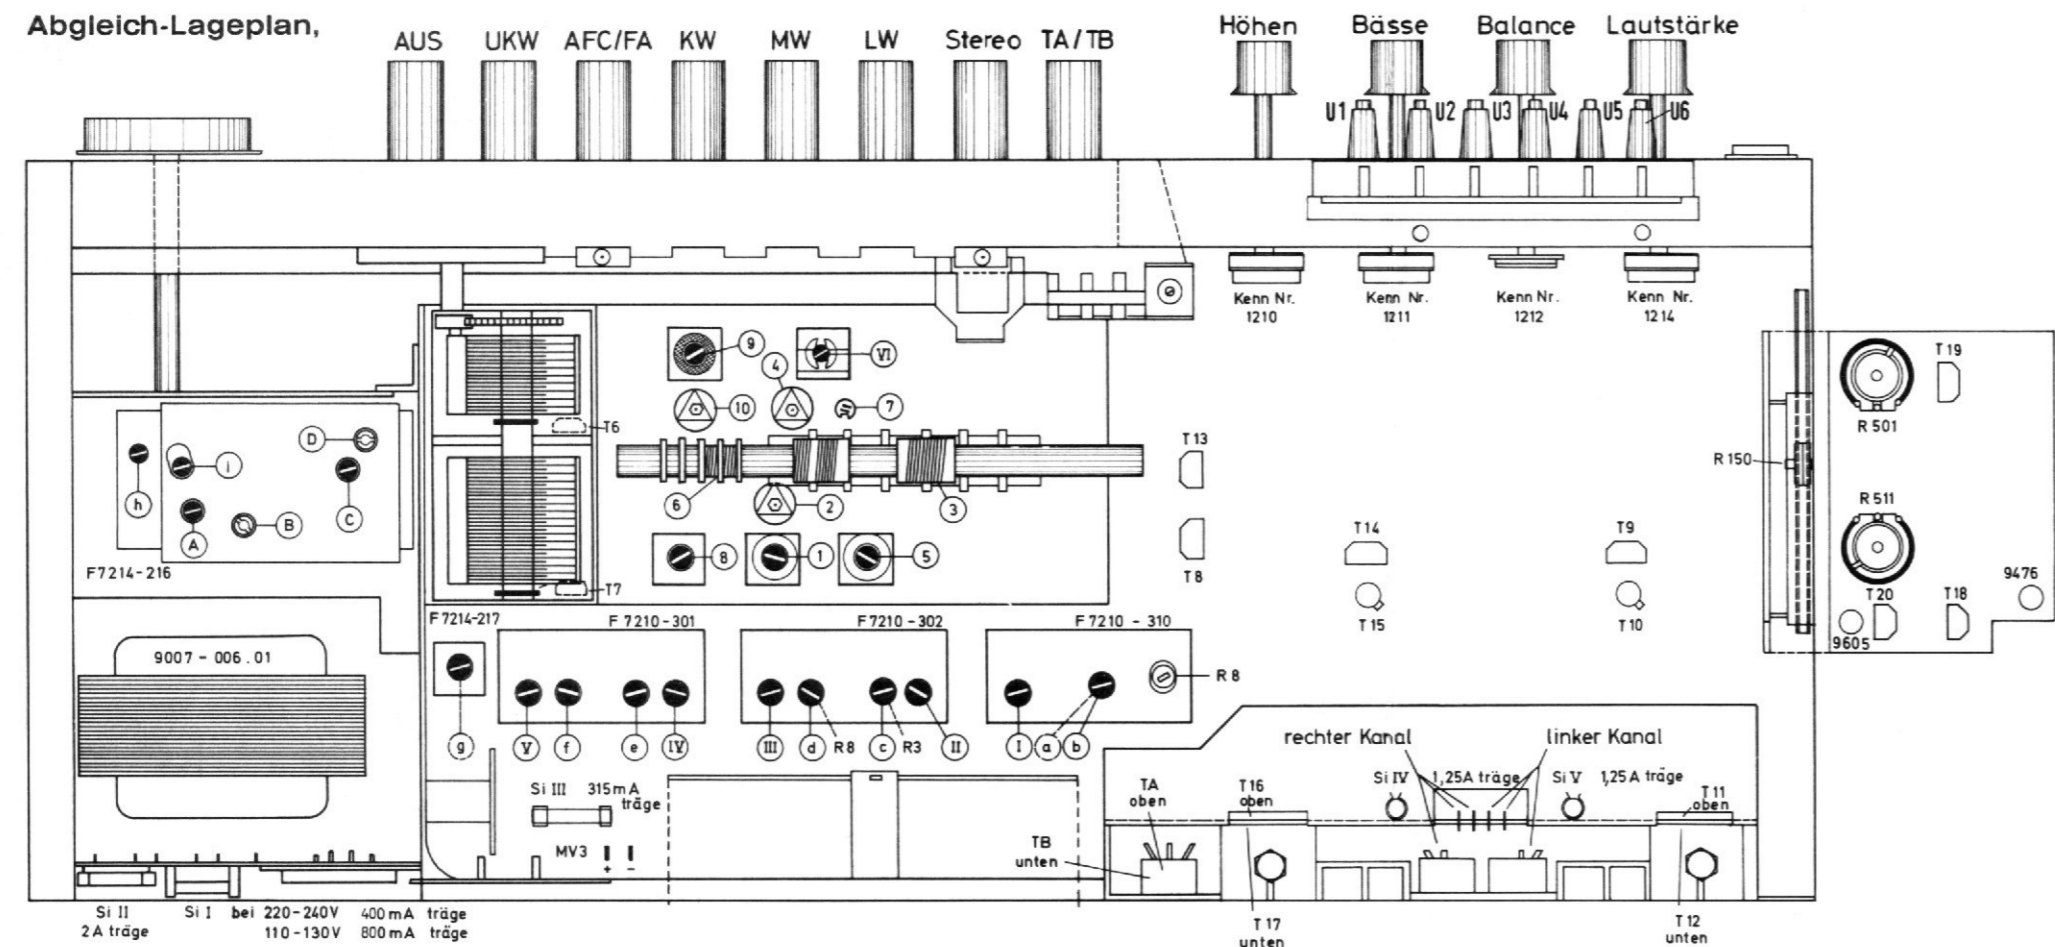 Abgleich-Lageplan,
AUS UKW AFC/FA KW MW LW Stereo TA/TB
Höhen Bässe Balance Lautstärke
U1 U2 U3 U4 U5 U6
Kenn Nr. 1210
Kenn Nr. 1211
Kenn Nr. 1212
Kenn Nr. 1214
9 VI 4 10 7
T6
D i h C B A
F7214-216
6 2 3
8 1 5
T7
T13
T8
T14
T15
T9
T10
R150
R 501
T19
R 511
9476
T20
T18
9605
F 7214-217
F 7210-301
F 7210-302
F 7210 - 310
9007 - 006.01
R 8
g V f e IV III d R8 c R3 II I a b
rechter Kanal
linker Kanal
Si III 315mA
träge
MV3
+ -
TA
oben
T16
oben
Si IV 1,25A träge
Si V 1,25A träge
T11
oben
TB
unten
T17
unten
T12
unten
Si II
2A träge
Si I bei 220-240V 400mA träge
110-130V 800mA träge